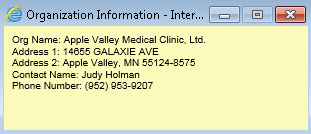 Organization Information - Inter...
Org Name: Apple Valley Medical Clinic, Ltd.
Address 1: 14655 GALAXIE AVE
Address 2: Apple Valley, MN 55124-8575
Contact Name: Judy Holman
Phone Number: (952) 953-9207